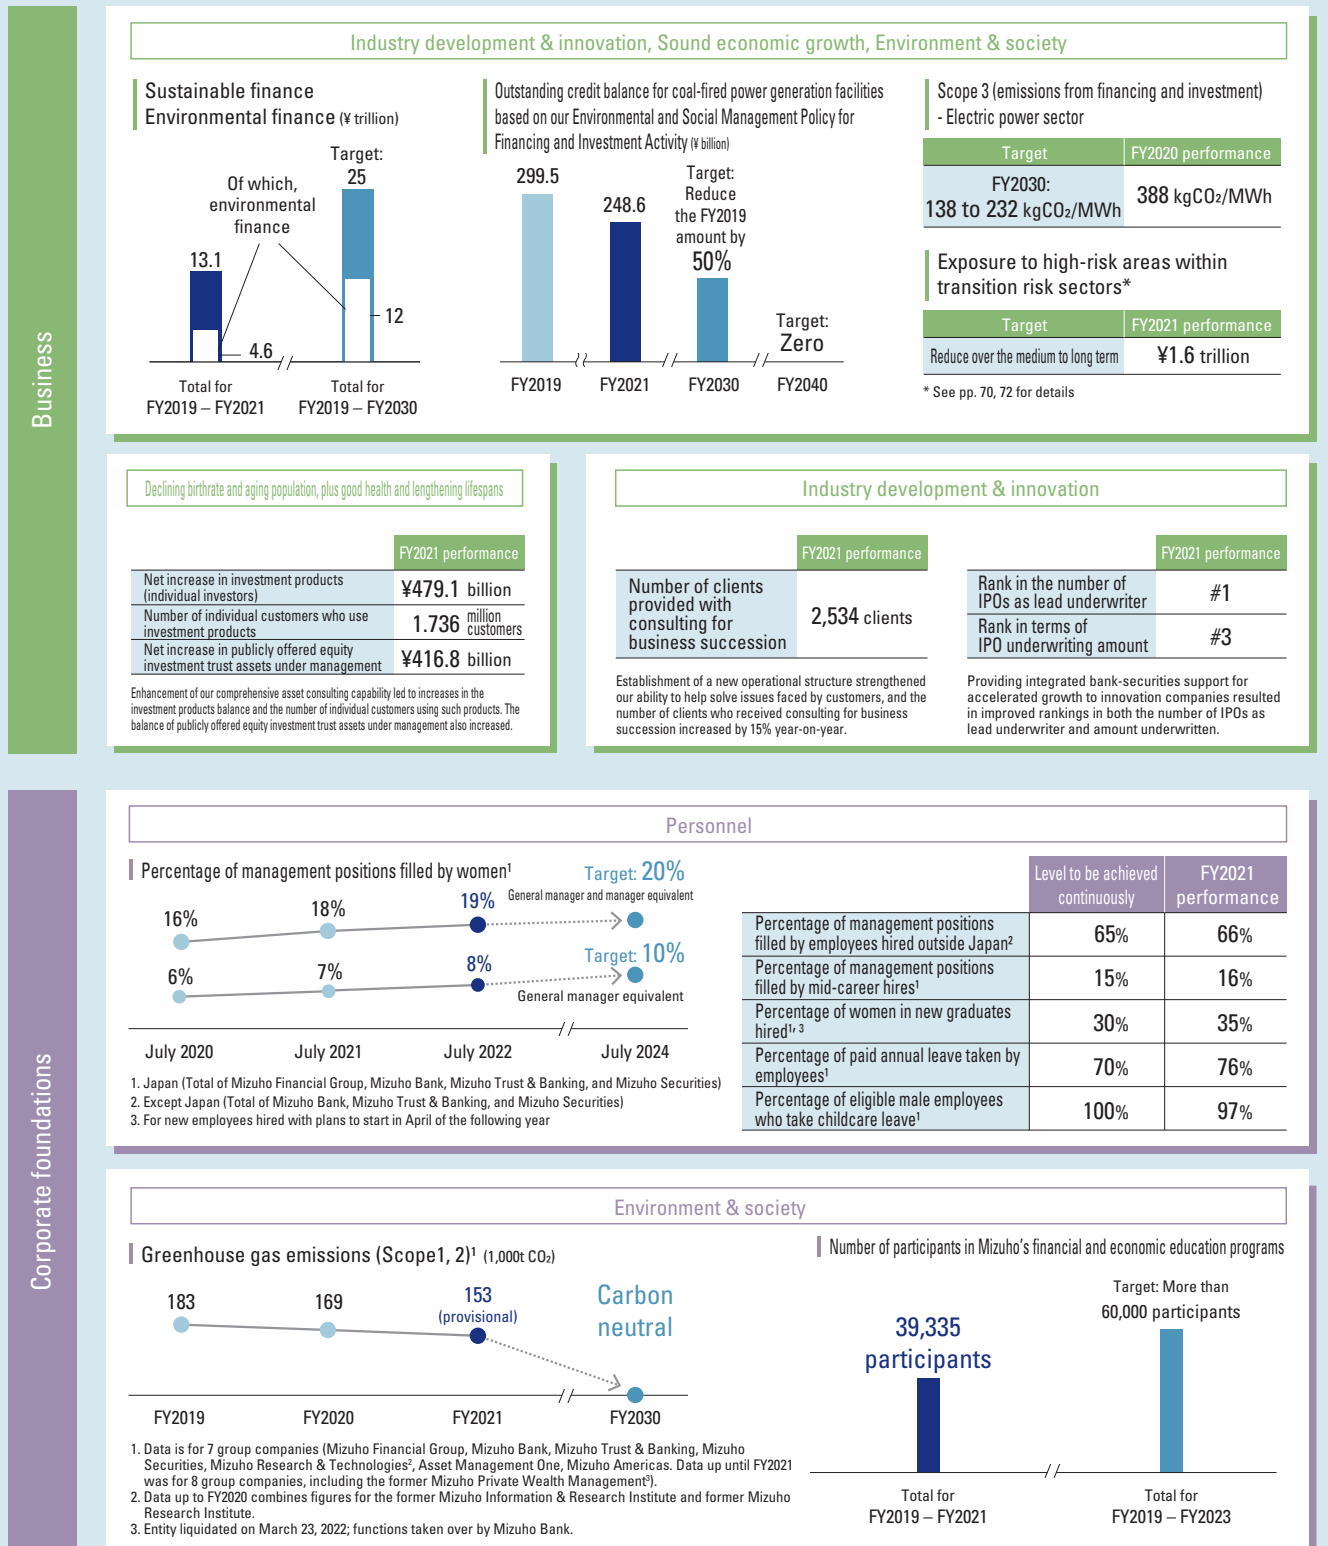 Business
Industry development & innovation, Sound economic growth, Environment & society
Sustainable finance
Environmental finance (¥ trillion)
Target:
25
Of which,
environmental
finance
13.1
12
4.6
Total for
FY2019 – FY2021
Total for
FY2019 – FY2030
Outstanding credit balance for coal-fired power generation facilities
based on our Environmental and Social Management Policy for
Financing and Investment Activity (¥ billion)
299.5
248.6
Target:
Reduce
the FY2019
amount by
50%
Target:
Zero
FY2019
FY2021
FY2030
FY2040
Scope 3 (emissions from financing and investment)
- Electric power sector
Target
FY2020 performance
FY2030:
138 to 232 kgCO₂/MWh
388 kgCO₂/MWh
Exposure to high-risk areas within
transition risk sectors*
Target
FY2021 performance
Reduce over the medium to long term
¥1.6 trillion
* See pp. 70, 72 for details
Declining birthrate and aging population, plus good health and lengthening lifespans
FY2021 performance
Net increase in investment products
(individual investors)
¥479.1 billion
Number of individual customers who use
investment products
1.736 million
customers
Net increase in publicly offered equity
investment trust assets under management
¥416.8 billion
Enhancement of our comprehensive asset consulting capability led to increases in the
investment products balance and the number of individual customers using such products. The
balance of publicly offered equity investment trust assets under management also increased.
Industry development & innovation
FY2021 performance
Number of clients
provided with
consulting for
business succession
2,534 clients
Establishment of a new operational structure strengthened
our ability to help solve issues faced by customers, and the
number of clients who received consulting for business
succession increased by 15% year-on-year.
FY2021 performance
Rank in the number of
IPOs as lead underwriter
#1
Rank in terms of
IPO underwriting amount
#3
Providing integrated bank-securities support for
accelerated growth to innovation companies resulted
in improved rankings in both the number of IPOs as
lead underwriter and amount underwritten.
Corporate foundations
Personnel
Percentage of management positions filled by women¹
Target: 20%
General manager and manager equivalent
16%
18%
19%
Target: 10%
General manager equivalent
6%
7%
8%
July 2020
July 2021
July 2022
July 2024
1. Japan (Total of Mizuho Financial Group, Mizuho Bank, Mizuho Trust & Banking, and Mizuho Securities)
2. Except Japan (Total of Mizuho Bank, Mizuho Trust & Banking, and Mizuho Securities)
3. For new employees hired with plans to start in April of the following year
Level to be achieved
continuously
FY2021
performance
Percentage of management positions
filled by employees hired outside Japan²
65%
66%
Percentage of management positions
filled by mid-career hires¹
15%
16%
Percentage of women in new graduates
hired¹, ³
30%
35%
Percentage of paid annual leave taken by
employees¹
70%
76%
Percentage of eligible male employees
who take childcare leave¹
100%
97%
Environment & society
Greenhouse gas emissions (Scope1, 2)¹ (1,000t CO₂)
183
169
153
(provisional)
Carbon
neutral
FY2019
FY2020
FY2021
FY2030
1. Data is for 7 group companies (Mizuho Financial Group, Mizuho Bank, Mizuho Trust & Banking, Mizuho
Securities, Mizuho Research & Technologies², Asset Management One, Mizuho Americas. Data up until FY2021
was for 8 group companies, including the former Mizuho Private Wealth Management³).
2. Data up to FY2020 combines figures for the former Mizuho Information & Research Institute and former Mizuho
Research Institute.
3. Entity liquidated on March 23, 2022; functions taken over by Mizuho Bank.
Number of participants in Mizuho's financial and economic education programs
39,335
participants
Target: More than
60,000 participants
Total for
FY2019 – FY2021
Total for
FY2019 – FY2023